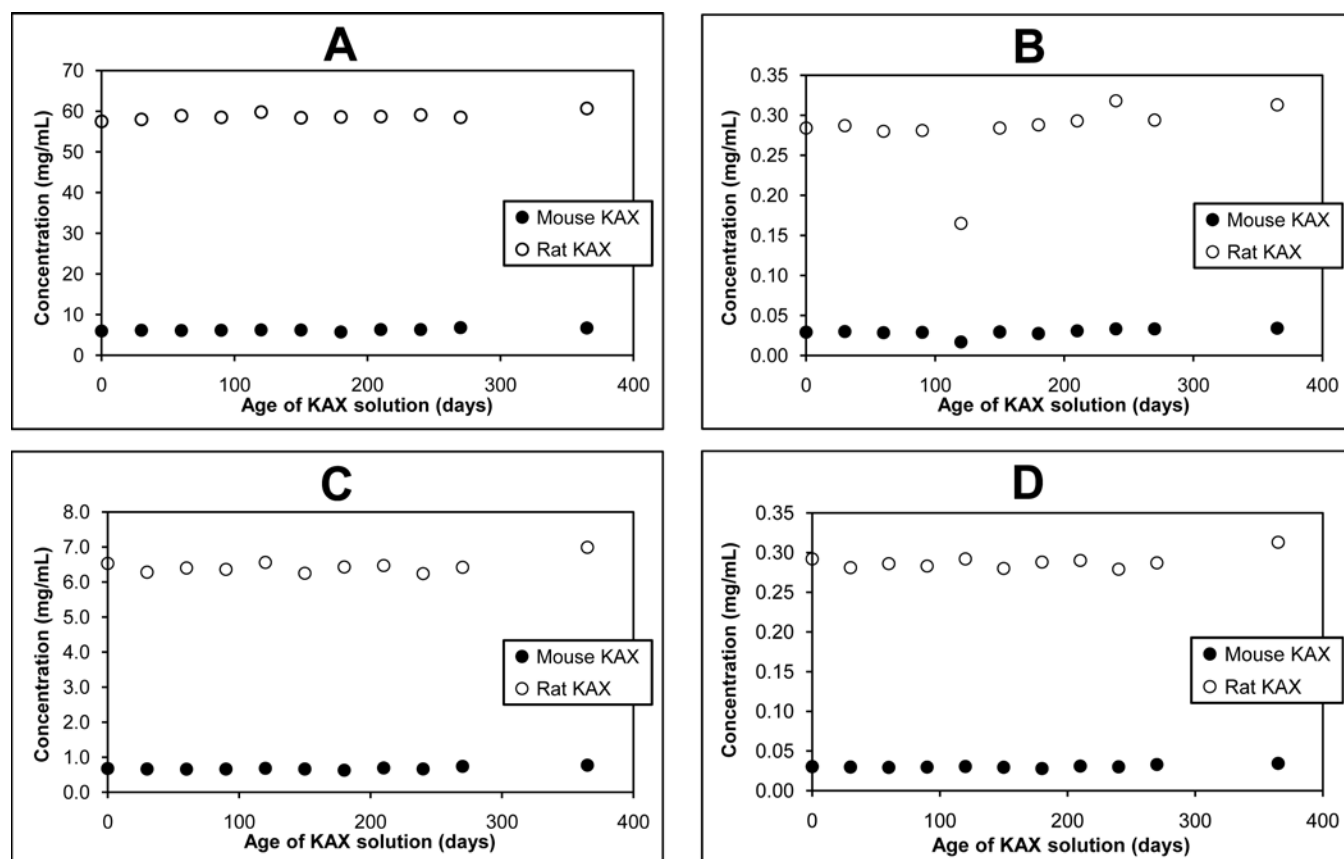 A
Concentration (mg/mL)
70
60
50
40
30
20
10
0
0 100 200 300 400
Age of KAX solution (days)
Mouse KAX
Rat KAX
B
Concentration (mg/mL)
0.35
0.30
0.25
0.20
0.15
0.10
0.05
0.00
0 100 200 300 400
Age of KAX solution (days)
Mouse KAX
Rat KAX
C
Concentration (mg/mL)
8.0
7.0
6.0
5.0
4.0
3.0
2.0
1.0
0.0
0 100 200 300 400
Age of KAX solution (days)
Mouse KAX
Rat KAX
D
Concentration (mg/mL)
0.35
0.30
0.25
0.20
0.15
0.10
0.05
0.00
0 100 200 300 400
Age of KAX solution (days)
Mouse KAX
Rat KAX